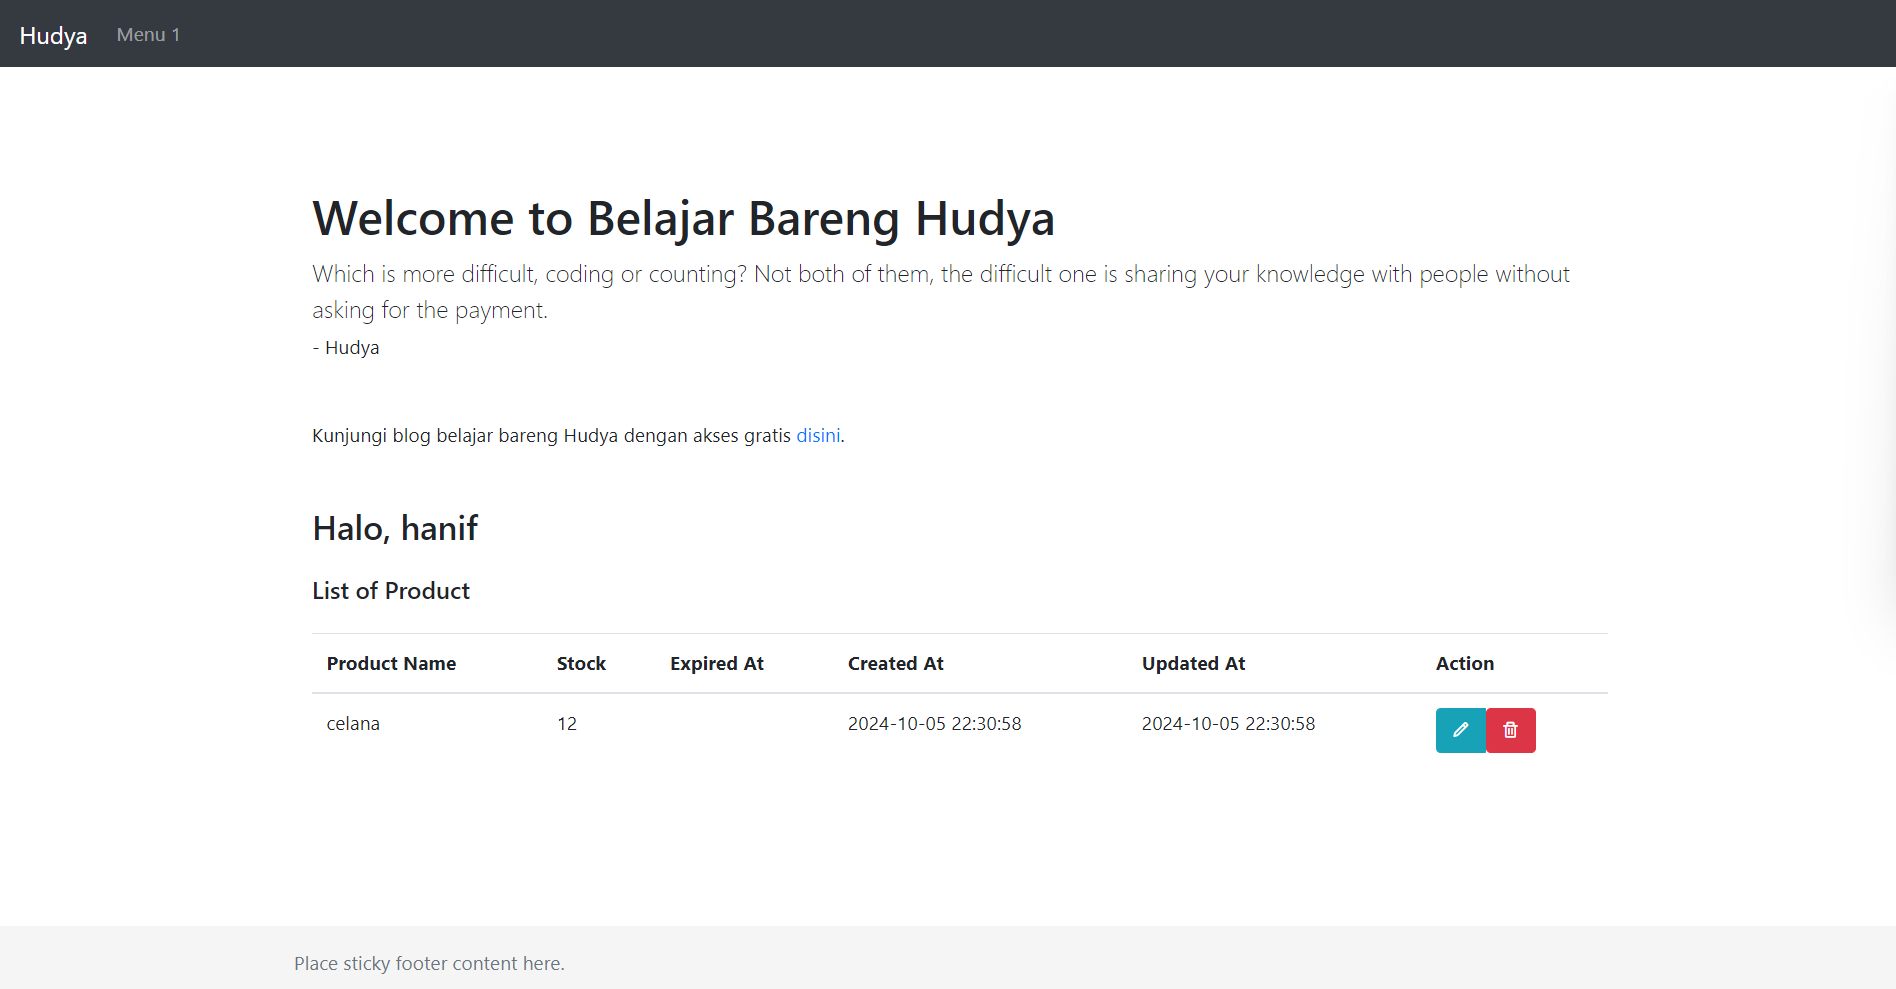 Hudya Menu 1
Welcome to Belajar Bareng Hudya
Which is more difficult, coding or counting? Not both of them, the difficult one is sharing your knowledge with people without
asking for the payment.
- Hudya
Kunjungi blog belajar bareng Hudya dengan akses gratis disini.
Halo, hanif
List of Product
Product Name Stock Expired At Created At Updated At Action
celana 12 2024-10-05 22:30:58 2024-10-05 22:30:58
Place sticky footer content here.